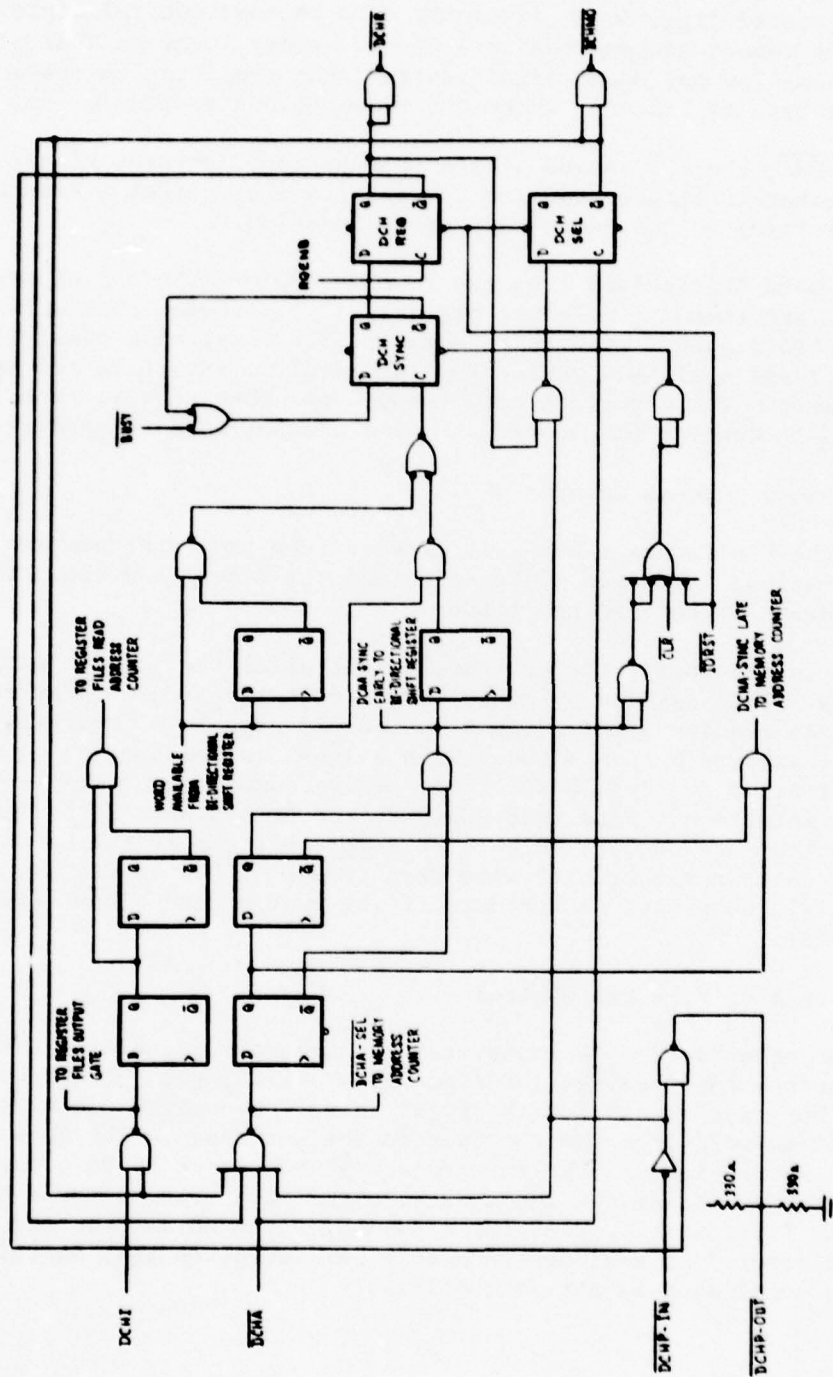 DCHI
DCHA
DCHP-IN
DCHP-OUT
TO REGISTER
FILES OUTPUT
GATE
DCHA-SEL
TO MEMORY
ADDRESS
COUNTER
D
Q
Q
D
Q
Q
D
Q
Q
D
Q
Q
330Ω
390Ω
TO REGISTER
FILES READ
ADDRESS
COUNTER
WORD
AVAILABLE
FROM
BI-DIRECTIONAL
SHIFT REGISTER
D
Q
Q
DCHA SYNC
EARLY TO
BI-DIRECTIONAL
SHIFT REGISTER
D
Q
Q
DCHA-SYNC LATE
TO MEMORY
ADDRESS COUNTER
CLR
IORST
BUSY
D
Q
DCH
SYNC
C
Q
RQENB
D
Q
DCH
REQ
C
Q
D
Q
DCH
SEL
C
Q
DCHR
DCHMO